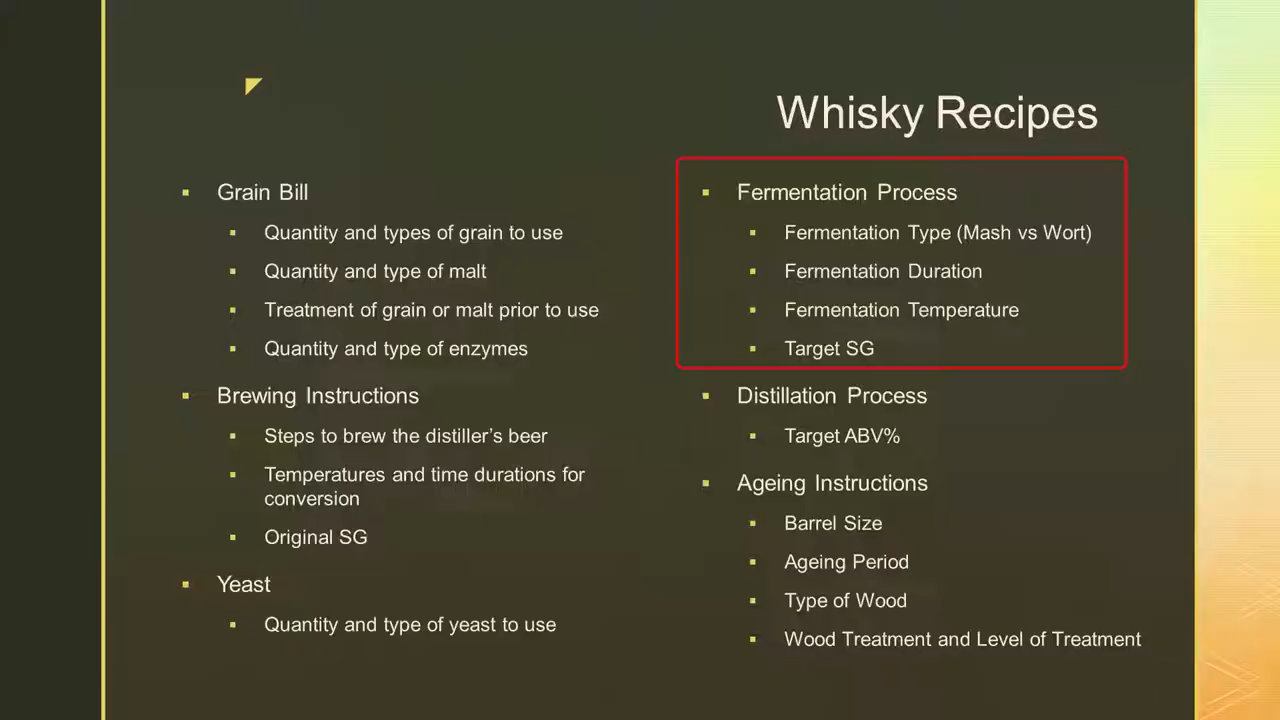 Whisky Recipes
Grain Bill
Quantity and types of grain to use
Quantity and type of malt
Treatment of grain or malt prior to use
Quantity and type of enzymes
Brewing Instructions
Steps to brew the distiller's beer
Temperatures and time durations for
conversion
Original SG
Yeast
Quantity and type of yeast to use
Fermentation Process
Fermentation Type (Mash vs Wort)
Fermentation Duration
Fermentation Temperature
Target SG
Distillation Process
Target ABV%
Ageing Instructions
Barrel Size
Ageing Period
Type of Wood
Wood Treatment and Level of Treatment